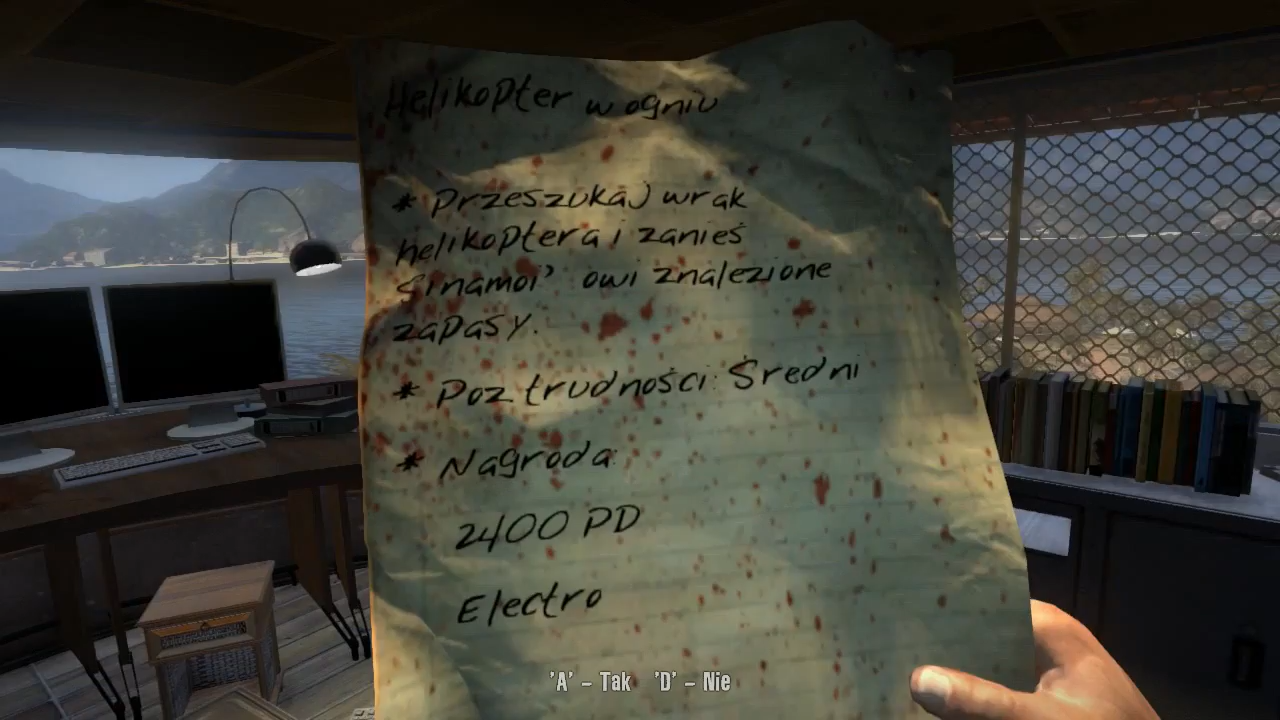 Helikopter w ogniu
* Przeszukaj wrak
helikoptera i zanieś
Sinamoi'owi znalezione
zapasy.
* Poz trudności: Średni
* Nagroda:
2400 PD
Electro
'A' – Tak 'D' – Nie